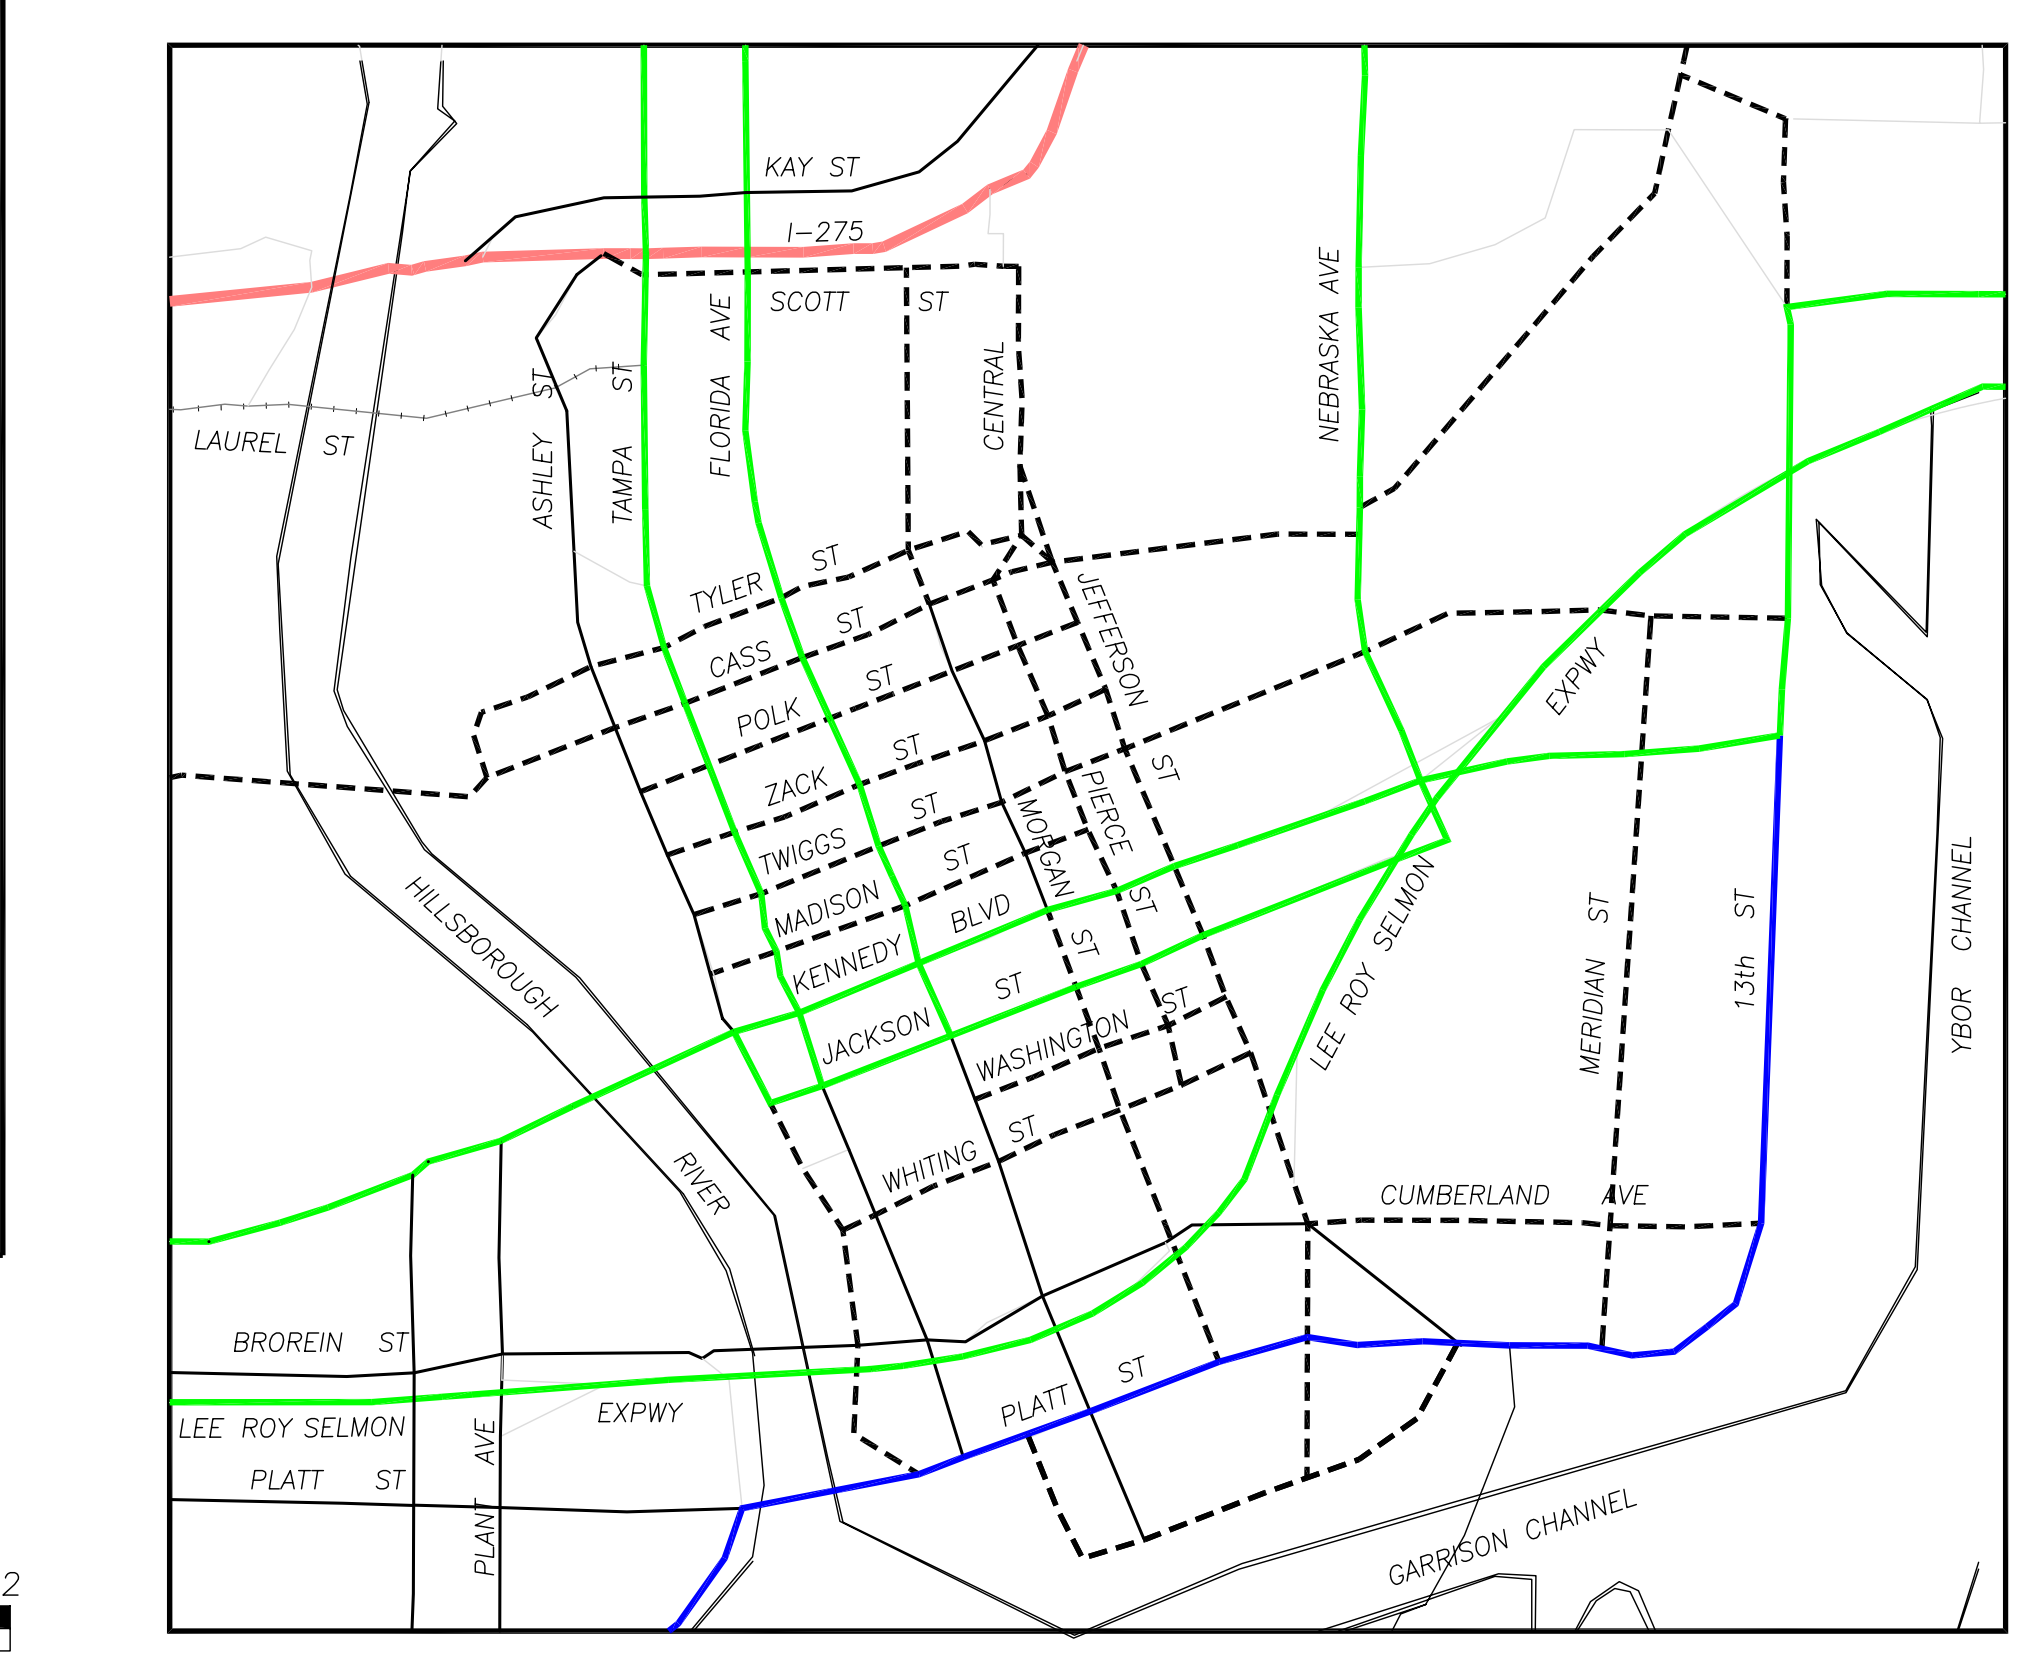 KAY ST
I-275
SCOTT ST
LAUREL ST
ASHLEY ST
TAMPA ST
FLORIDA AVE
CENTRAL
NEBRASKA AVE
TYLER ST
CASS ST
POLK ST
ZACK ST
TWIGGS ST
MADISON ST
KENNEDY BLVD
JACKSON ST
WASHINGTON ST
WHITING ST
JEFFERSON ST
PIERCE ST
MORGAN ST
HILLSBOROUGH RIVER
LEE ROY SELMON EXPWY
MERIDIAN ST
13th ST
YBOR CHANNEL
CUMBERLAND AVE
BROREIN ST
LEE ROY SELMON EXPWY
PLATT ST
PLATT ST
PLANT AVE
GARRISON CHANNEL
2